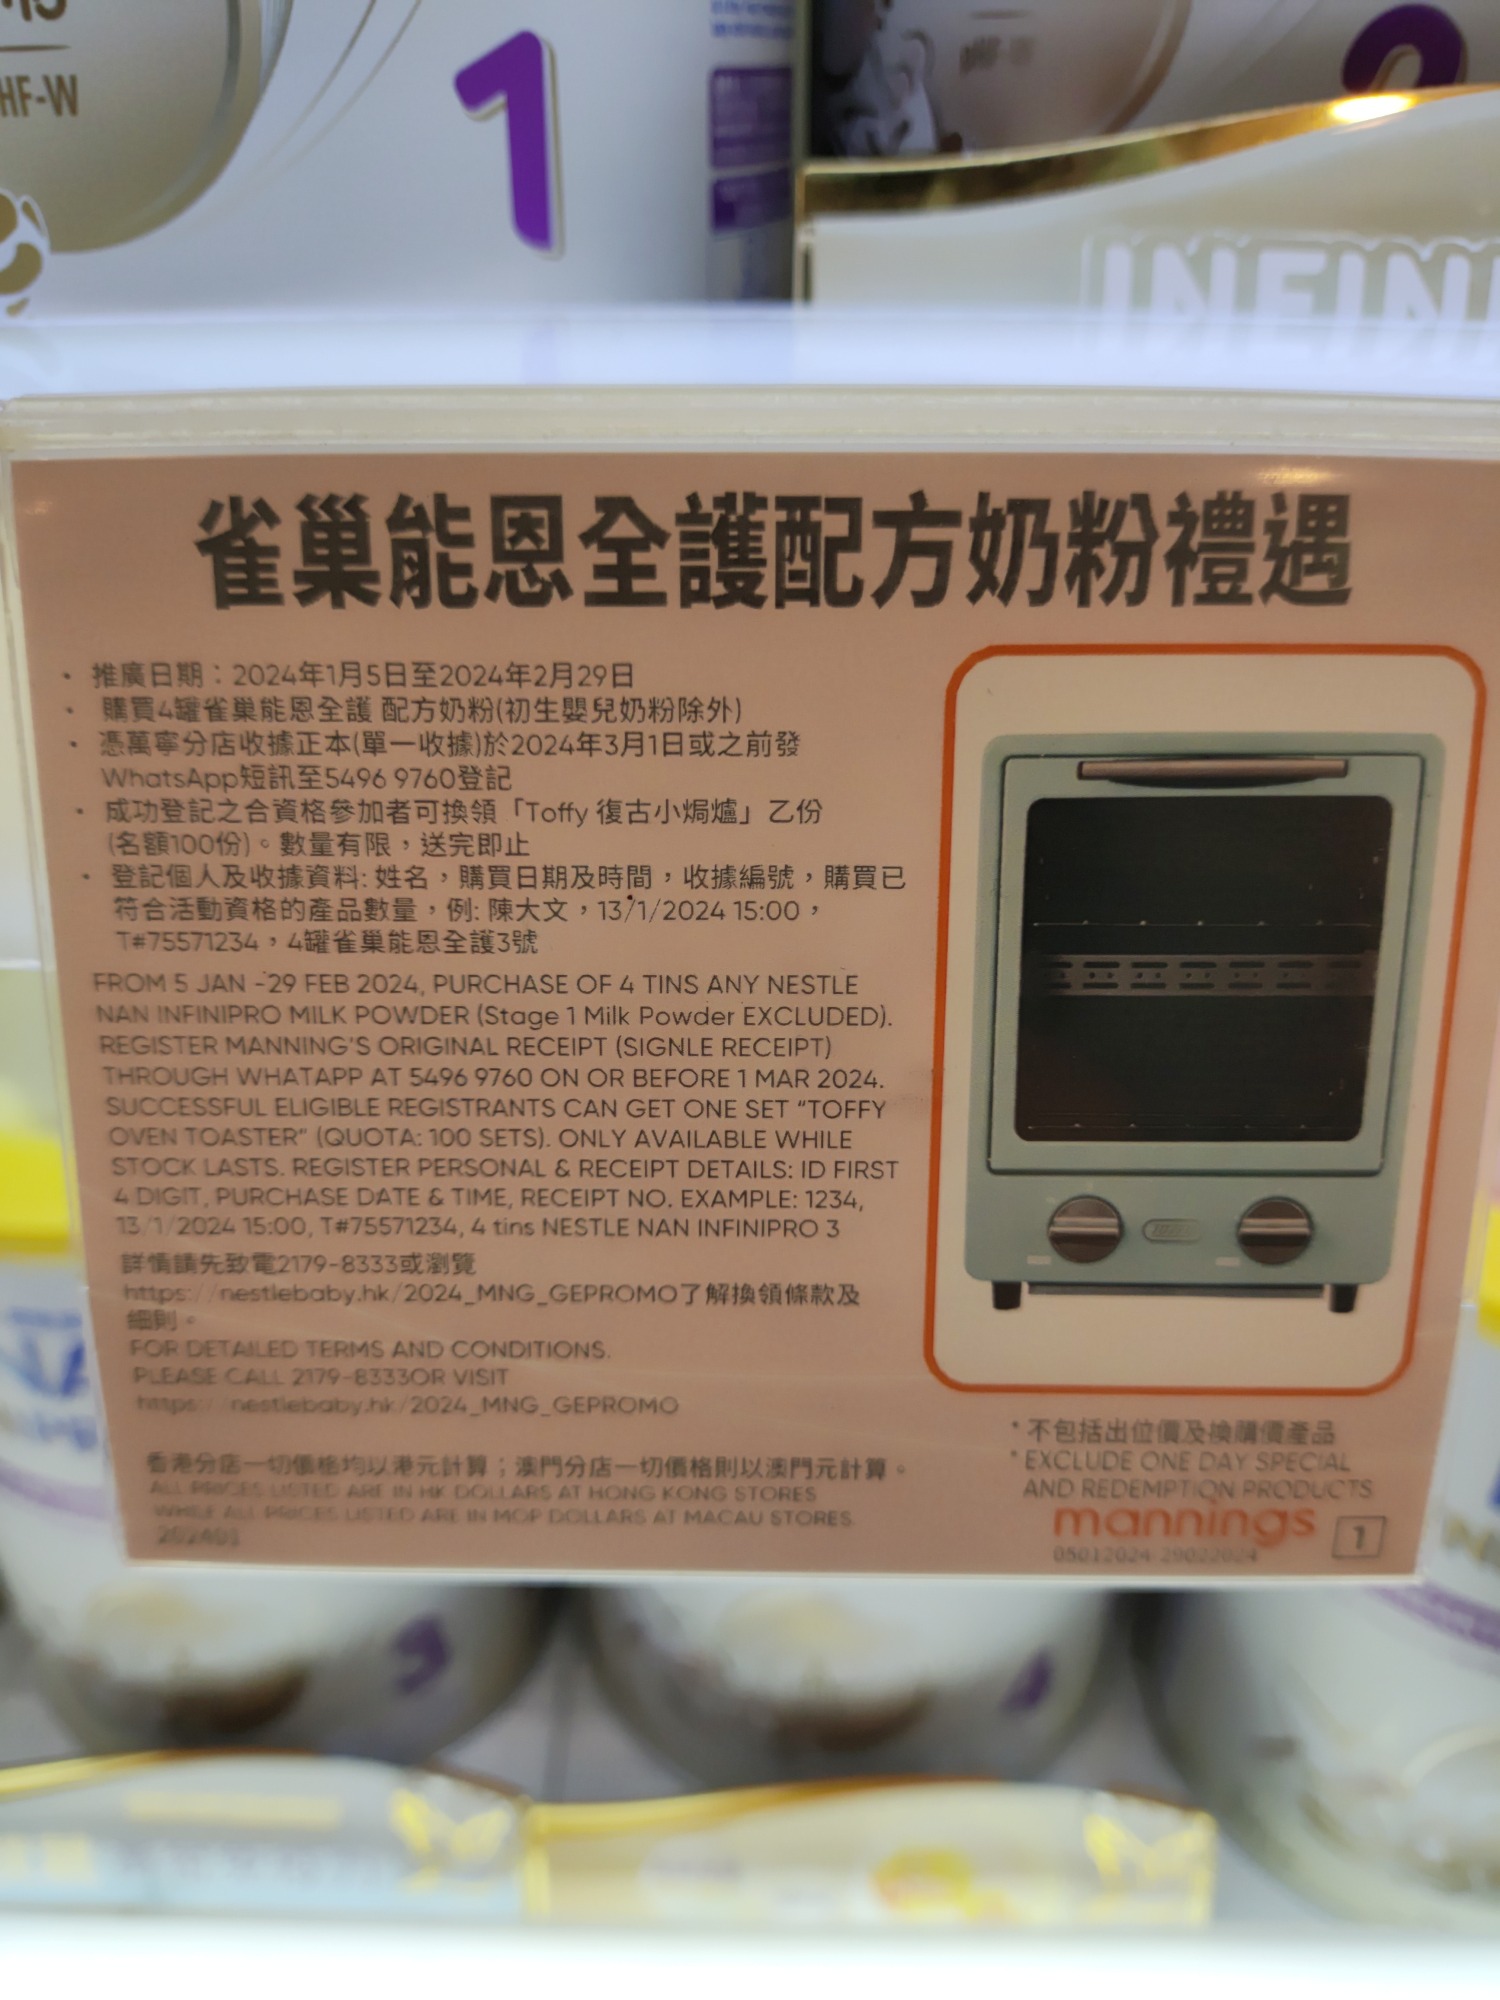 HF-W
1
INFINI
雀巢能恩全護配方奶粉禮遇
• 推廣日期：2024年1月5日至2024年2月29日
• 購買4罐雀巢能恩全護 配方奶粉(初生嬰兒奶粉除外)
• 憑萬寧分店收據正本(單一收據)於2024年3月1日或之前發
WhatsApp短訊至5496 9760登記
• 成功登記之合資格參加者可換領「Toffy 復古小焗爐」乙份
(名額100份)。數量有限，送完即止
• 登記個人及收據資料: 姓名，購買日期及時間，收據編號，購買已
符合活動資格的產品數量，例: 陳大文，13/1/2024 15:00，
T#75571234，4罐雀巢能恩全護3號
FROM 5 JAN -29 FEB 2024, PURCHASE OF 4 TINS ANY NESTLE
NAN INFINIPRO MILK POWDER (Stage 1 Milk Powder EXCLUDED).
REGISTER MANNING'S ORIGINAL RECEIPT (SIGNLE RECEIPT)
THROUGH WHATAPP AT 5496 9760 ON OR BEFORE 1 MAR 2024.
SUCCESSFUL ELIGIBLE REGISTRANTS CAN GET ONE SET "TOFFY
OVEN TOASTER" (QUOTA: 100 SETS). ONLY AVAILABLE WHILE
STOCK LASTS. REGISTER PERSONAL & RECEIPT DETAILS: ID FIRST
4 DIGIT, PURCHASE DATE & TIME, RECEIPT NO. EXAMPLE: 1234,
13/1/2024 15:00, T#75571234, 4 tins NESTLE NAN INFINIPRO 3
詳情請先致電2179-8333或瀏覽
https://nestlebaby.hk/2024_MNG_GEPROMO了解換領條款及
細則。
FOR DETAILED TERMS AND CONDITIONS.
PLEASE CALL 2179-8333OR VISIT
https://nestlebaby.hk/2024_MNG_GEPROMO
香港分店一切價格均以港元計算；澳門分店一切價格則以澳門元計算。
ALL PRICES LISTED ARE IN HK DOLLARS AT HONG KONG STORES
WHILE ALL PRICES LISTED ARE IN MOP DOLLARS AT MACAU STORES.
202401
* 不包括出位價及換購價產品
* EXCLUDE ONE DAY SPECIAL
AND REDEMPTION PRODUCTS
mannings 1
05012024-29022024
3